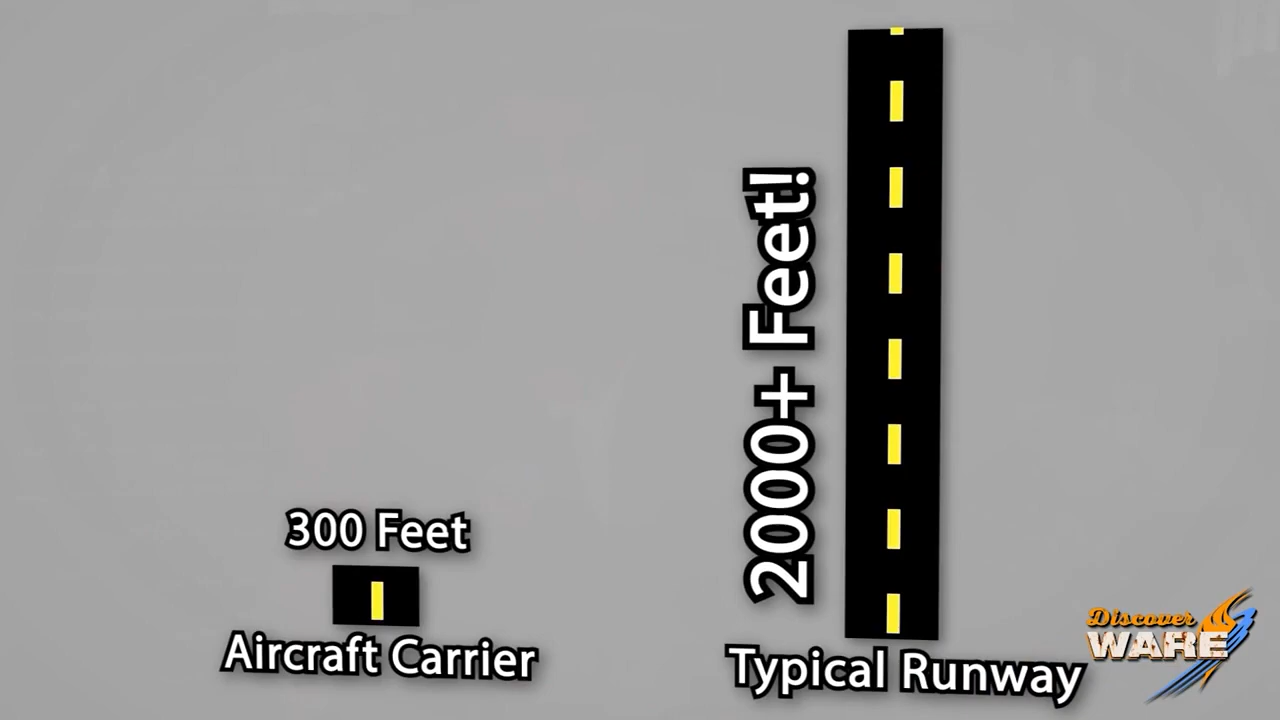 300 Feet
Aircraft Carrier
2000+ Feet!
Typical Runway
Discover
WARE